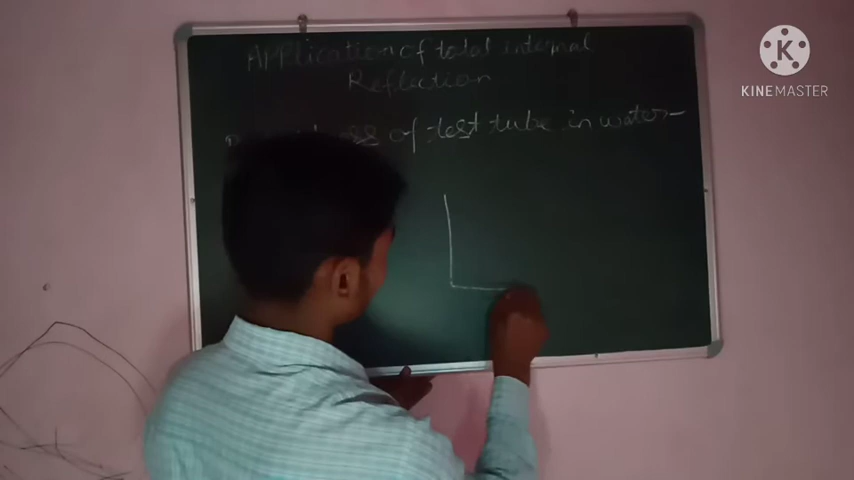 Application of total internal
Reflection
of test tube in water-
K
KINEMASTER